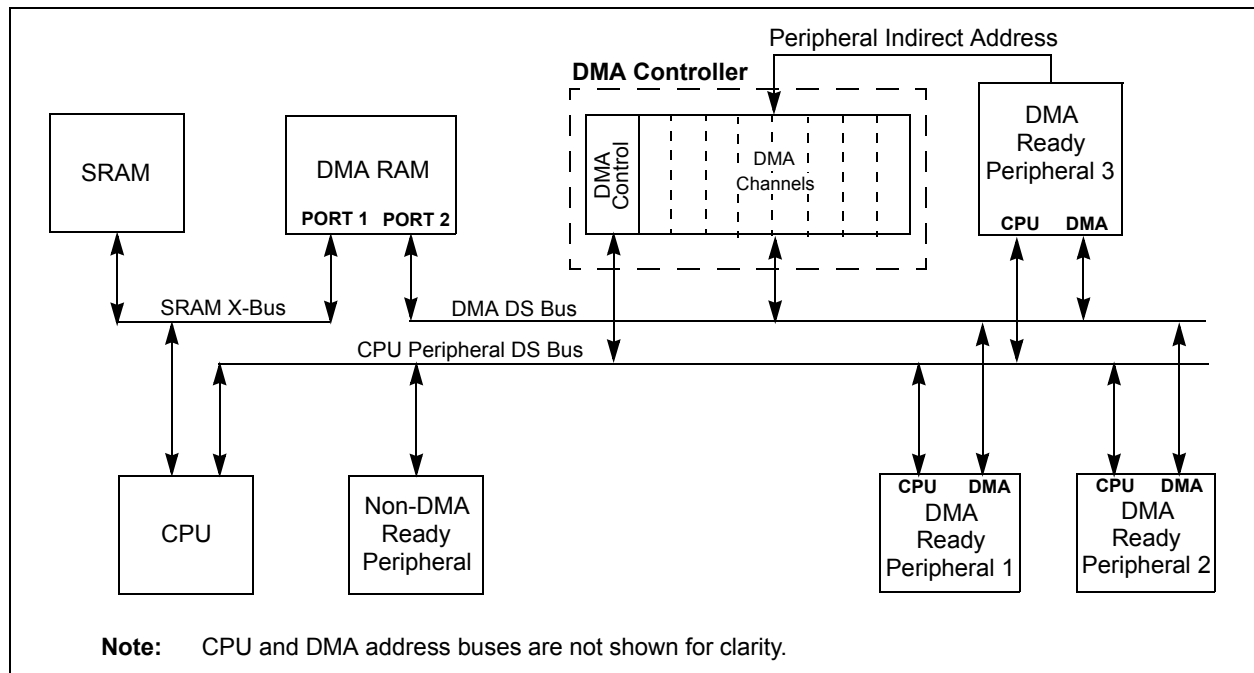 Peripheral Indirect Address
DMA Controller
SRAM
DMA RAM
PORT 1 PORT 2
DMA
Control
DMA
Channels
DMA
Ready
Peripheral 3
CPU DMA
SRAM X-Bus
DMA DS Bus
CPU Peripheral DS Bus
CPU
Non-DMA
Ready
Peripheral
CPU DMA
DMA
Ready
Peripheral 1
CPU DMA
DMA
Ready
Peripheral 2
Note: CPU and DMA address buses are not shown for clarity.